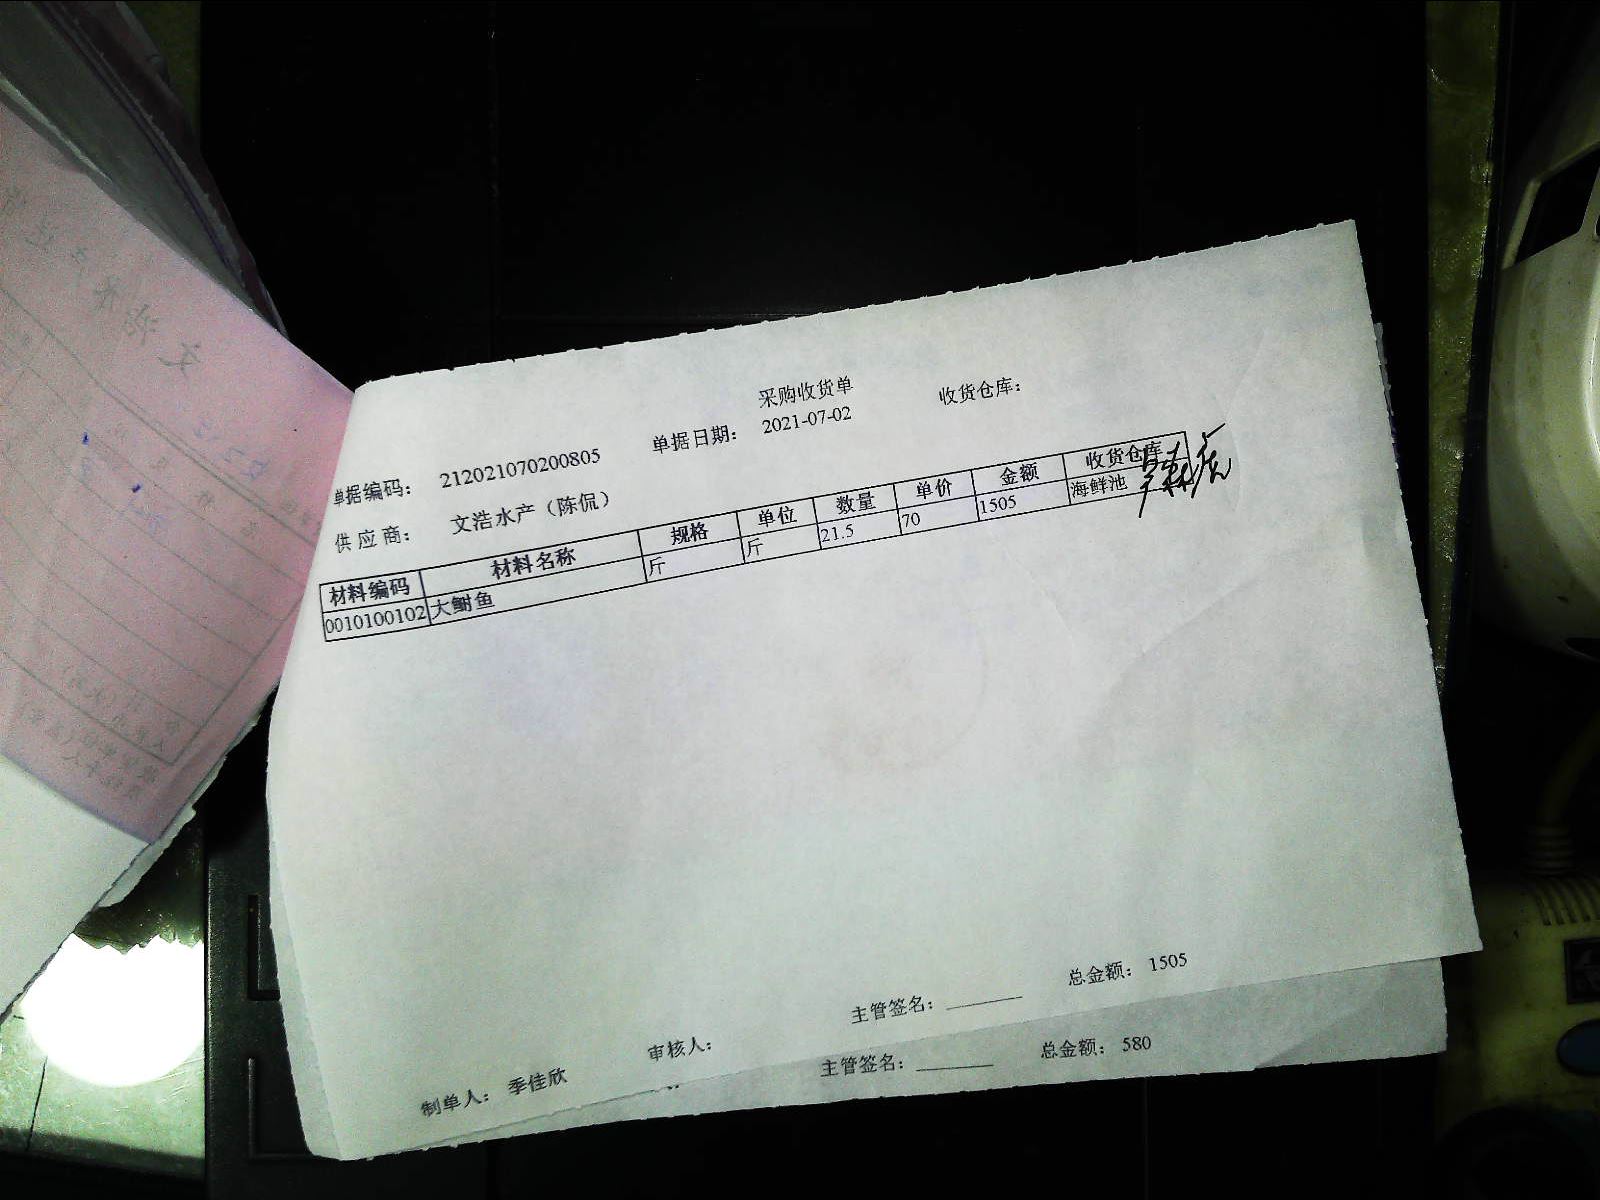 采购收货单
单据编码： 212021070200805 单据日期： 2021-07-02 收货仓库：
供应商： 文浩水产（陈侃）
材料编码 材料名称 规格 单位 数量 单价 金额 收货仓库
0010100102 大鲥鱼 斤 斤 21.5 70 1505 海鲜池
总金额： 1505
主管签名：
审核人：
制单人： 季佳欣
主管签名： 总金额： 580